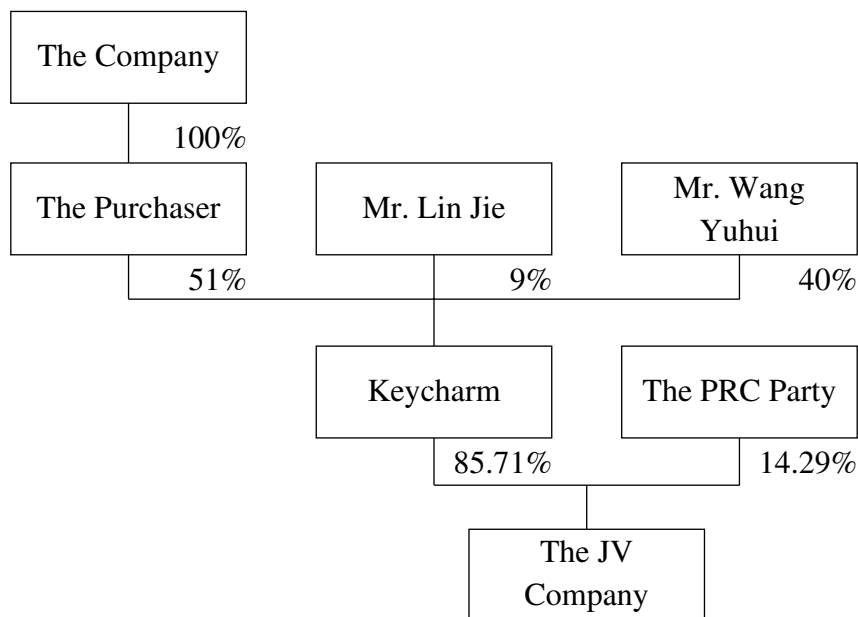 The Company
100%
The Purchaser
Mr. Lin Jie
Mr. Wang
Yuhui
51%
9%
40%
Keycharm
The PRC Party
85.71%
14.29%
The JV
Company